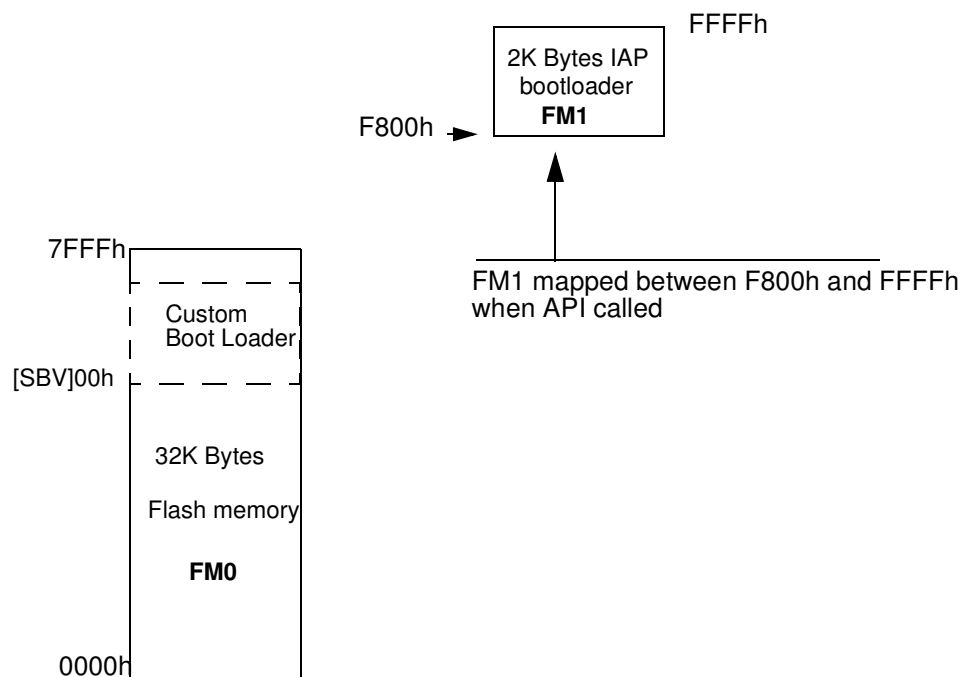 FFFFh
2K Bytes IAP
bootloader
FM1
F800h
7FFFh
FM1 mapped between F800h and FFFFh
when API called
Custom
Boot Loader
[SBV]00h
32K Bytes
Flash memory
FM0
0000h